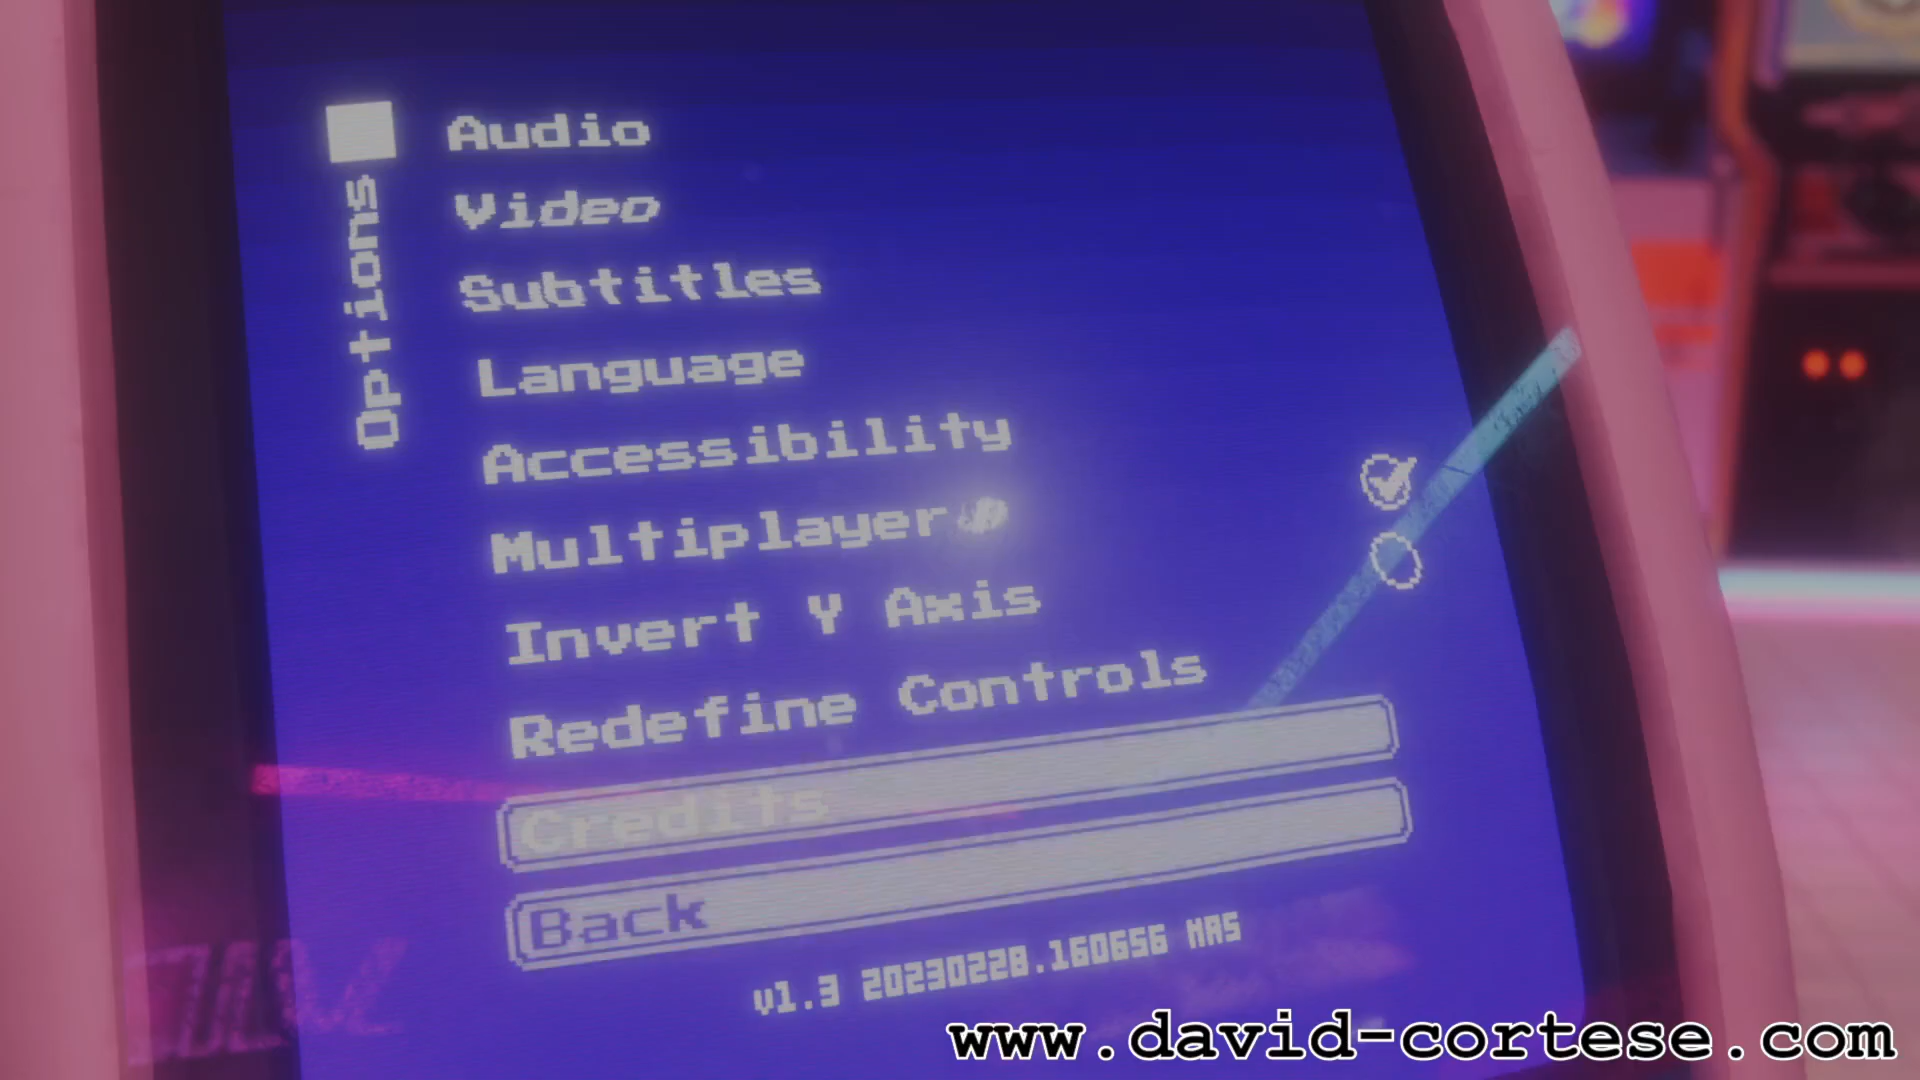 Options
Audio
Video
Subtitles
Language
Accessibility
Multiplayer
Invert Y Axis
Redefine Controls
Credits
Back
v1.3 20230228.160656 MAS
www.david-cortese.com